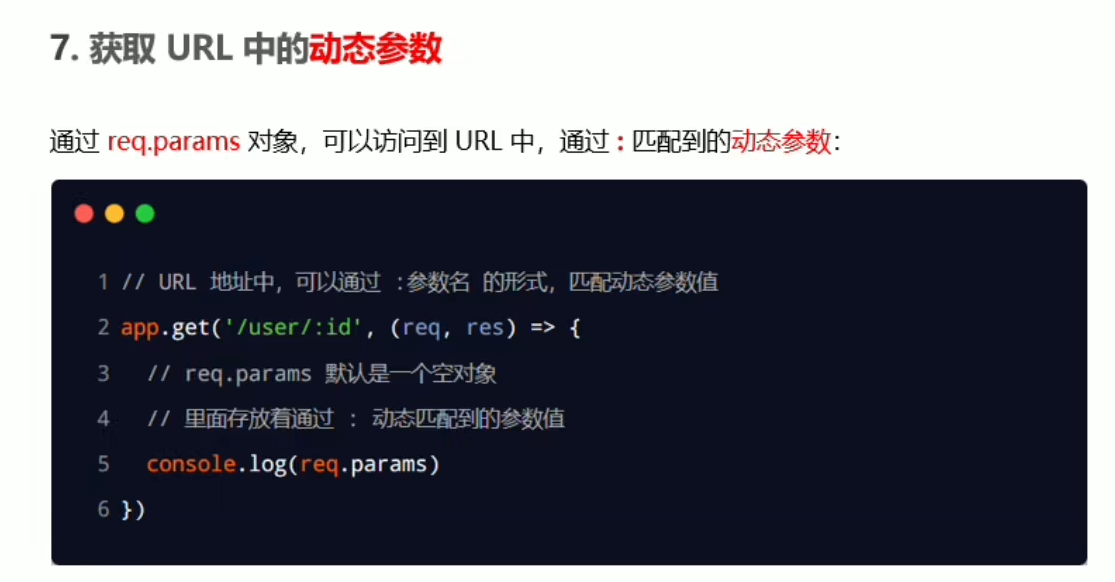 7. 获取 URL 中的动态参数
通过 req.params 对象，可以访问到 URL 中，通过 : 匹配到的动态参数：
1 // URL 地址中，可以通过 :参数名 的形式，匹配动态参数值
2 app.get('/user/:id', (req, res) => {
3   // req.params 默认是一个空对象
4   // 里面存放着通过 : 动态匹配到的参数值
5   console.log(req.params)
6 })